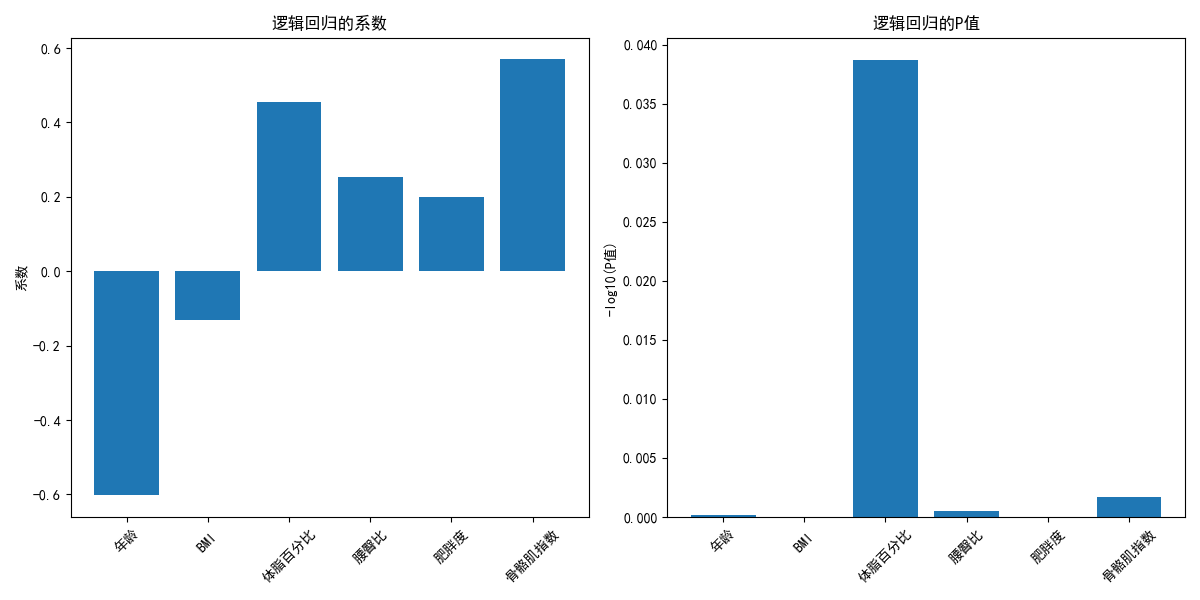 逻辑回归的系数
系数
0.6
0.4
0.2
0.0
−0.2
−0.4
−0.6
年龄
BMI
体脂百分比
腰臀比
肥胖度
骨骼肌指数
逻辑回归的P值
-log10(P值)
0.040
0.035
0.030
0.025
0.020
0.015
0.010
0.005
0.000
年龄
BMI
体脂百分比
腰臀比
肥胖度
骨骼肌指数